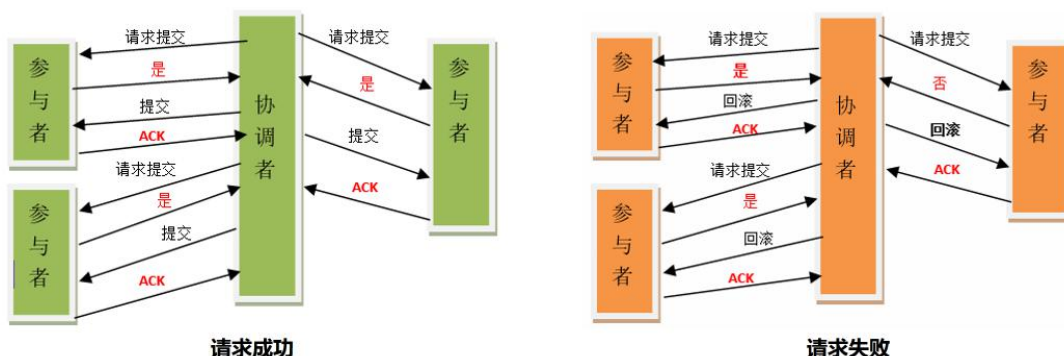 请求提交
是
提交
ACK
请求提交
是
提交
ACK
参与者
参与者
协调者
请求提交
是
提交
ACK
参与者
请求成功
请求提交
是
回滚
ACK
请求提交
是
回滚
ACK
参与者
参与者
协调者
请求提交
否
回滚
ACK
参与者
请求失败